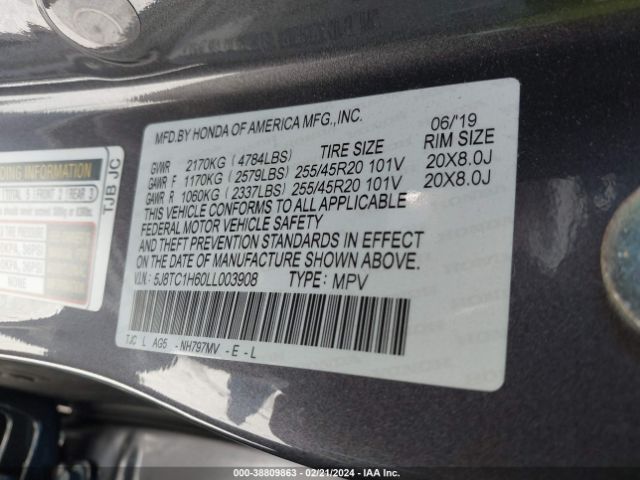 MFD.BY HONDA OF AMERICA MFG.,INC. 06/'19
GVWR 2170KG ( 4784LBS) TIRE SIZE RIM SIZE
GAWR F 1170KG ( 2579LBS) 255/45R20 101V 20X8.0J
GAWR R 1060KG ( 2337LBS) 255/45R20 101V 20X8.0J
THIS VEHICLE CONFORMS TO ALL APPLICABLE
FEDERAL MOTOR VEHICLE SAFETY
AND THEFT PREVENTION STANDARDS IN EFFECT
ON THE DATE OF MANUFACTURE SHOWN ABOVE.
V.I.N.: 5J8TC1H60LL003908 TYPE: MPV
TJC L AG5 -NH797MV -E -L
TJB JC
000-38809863 - 02/21/2024 - IAA Inc.